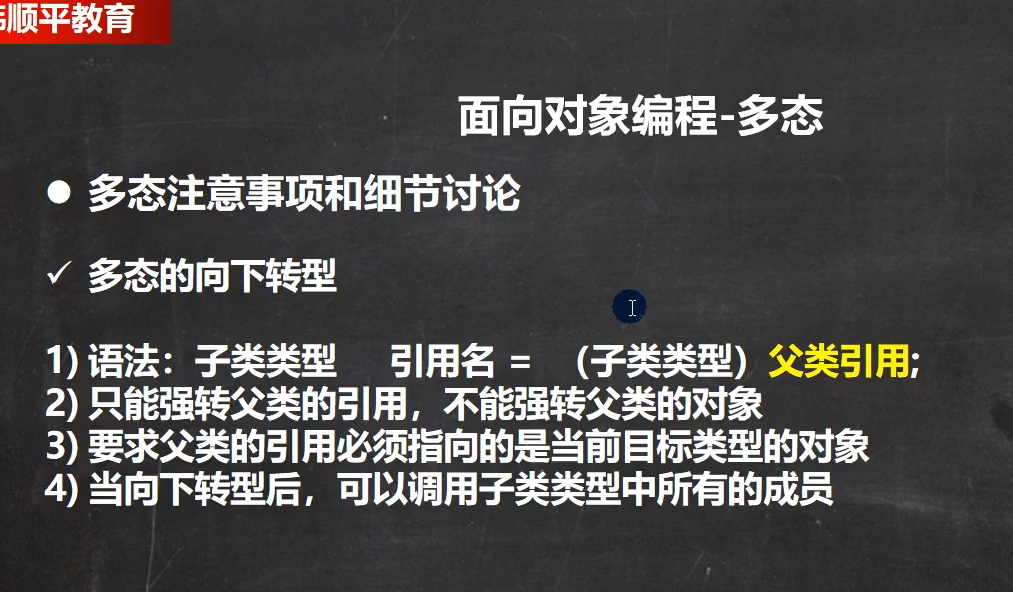 顺平教育
面向对象编程-多态
● 多态注意事项和细节讨论
✓ 多态的向下转型
1) 语法：子类类型 引用名 = （子类类型）父类引用;
2) 只能强转父类的引用，不能强转父类的对象
3) 要求父类的引用必须指向的是当前目标类型的对象
4) 当向下转型后，可以调用子类类型中所有的成员